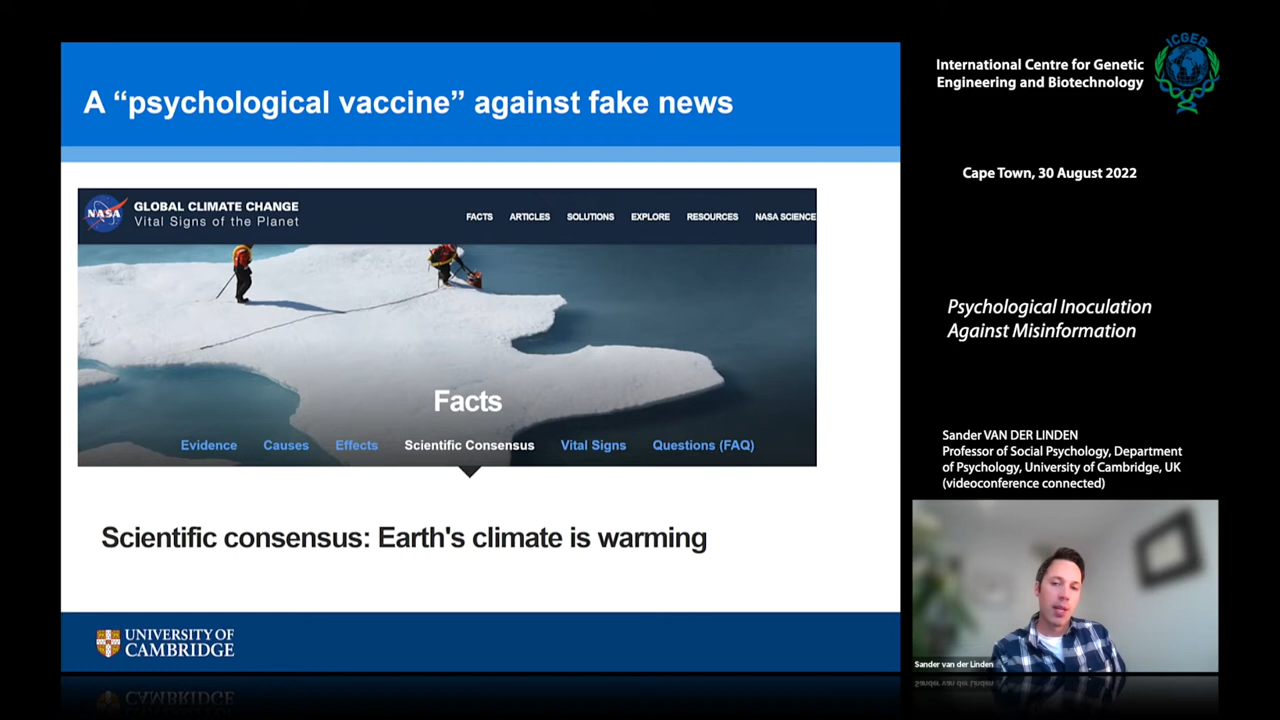 A “psychological vaccine” against fake news
NASA
GLOBAL CLIMATE CHANGE
Vital Signs of the Planet
FACTS ARTICLES SOLUTIONS EXPLORE RESOURCES NASA SCIENCE
Facts
Evidence Causes Effects Scientific Consensus Vital Signs Questions (FAQ)
Scientific consensus: Earth's climate is warming
UNIVERSITY OF
CAMBRIDGE
International Centre for Genetic
Engineering and Biotechnology
ICGEB
Cape Town, 30 August 2022
Psychological Inoculation
Against Misinformation
Sander VAN DER LINDEN
Professor of Social Psychology, Department
of Psychology, University of Cambridge, UK
(videoconference connected)
Sander van der Linden